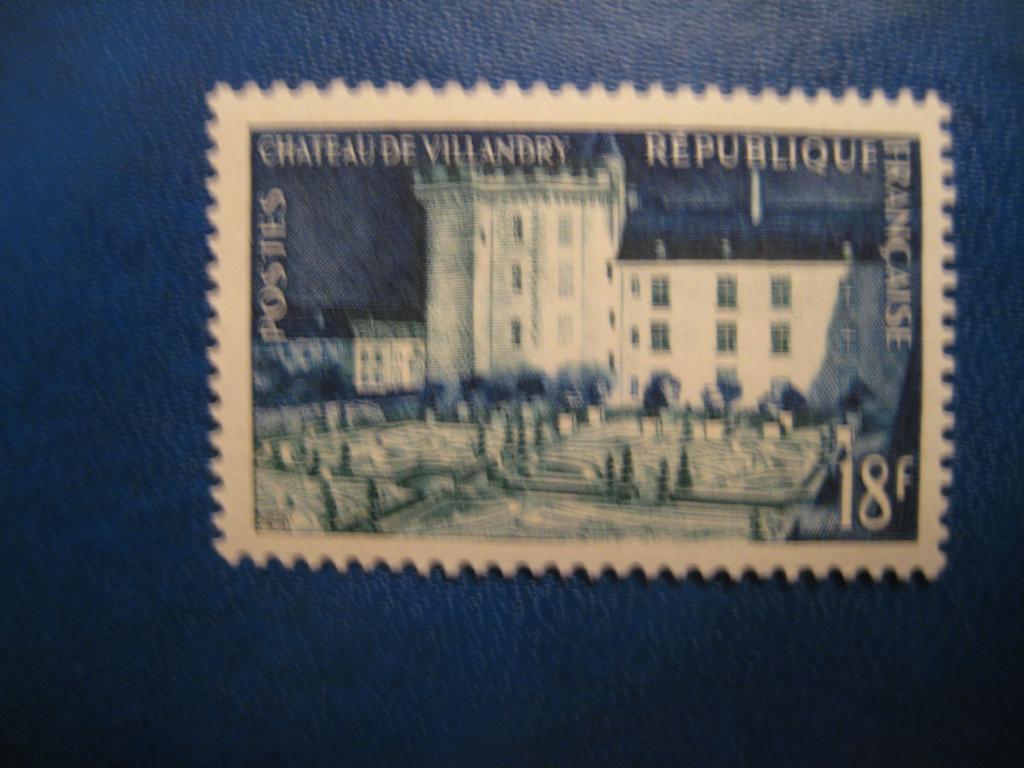 CHATEAU DE VILLANDRY
RÉPUBLIQUE
FRANÇAISE
POSTES
18F